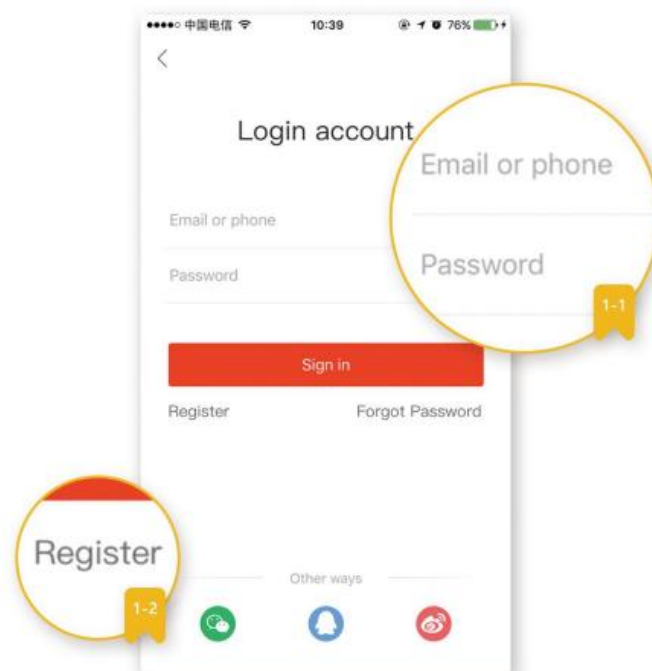 中国电信 10:39 76%
Login account
Email or phone
Password
Email or phone
Password
1-1
Sign in
Register Forgot Password
Register
1-2
Other ways